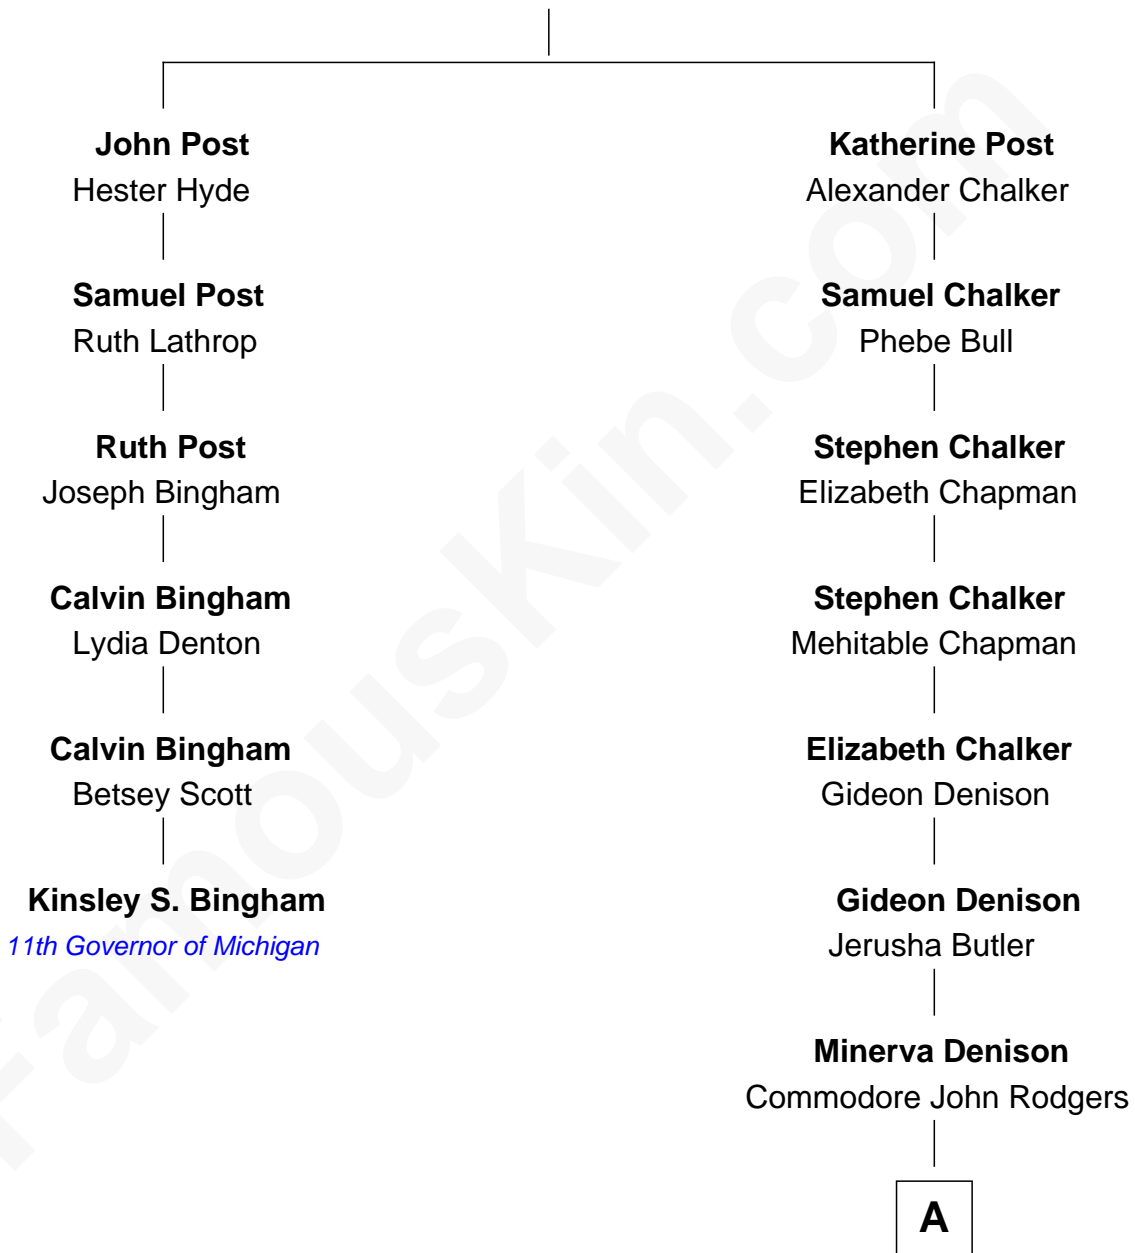 John Post
Hester Hyde
Samuel Post
Ruth Lathrop
Ruth Post
Joseph Bingham
Calvin Bingham
Lydia Denton
Calvin Bingham
Betsey Scott
Kinsley S. Bingham
11th Governor of Michigan
Katherine Post
Alexander Chalker
Samuel Chalker
Phebe Bull
Stephen Chalker
Elizabeth Chapman
Stephen Chalker
Mehitable Chapman
Elizabeth Chalker
Gideon Denison
Gideon Denison
Jerusha Butler
Minerva Denison
Commodore John Rodgers
A
FamousKin.com